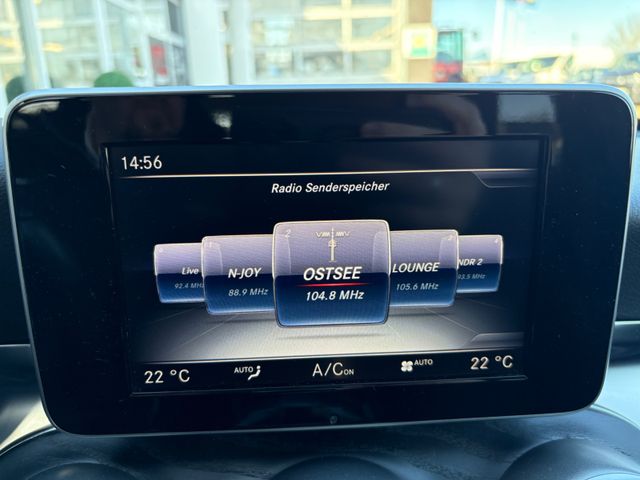 14:56
Radio Senderspeicher
2
Live
92.4 MHz
N-JOY
88.9 MHz
OSTSEE
104.8 MHz
LOUNGE
105.6 MHz
NDR 2
93.5 MHz
22 °C
AUTO
A/C ON
AUTO
22 °C